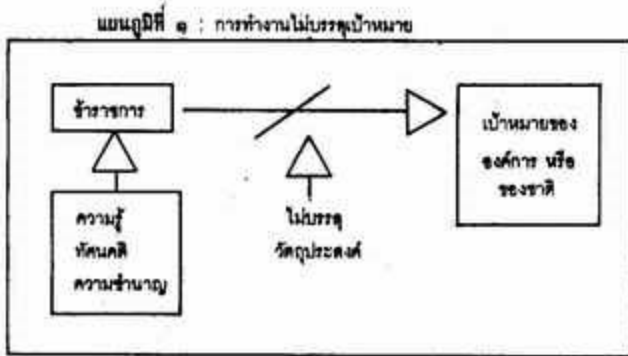 แผนภูมิที่ ๑ : การทำงานไม่บรรลุเป้าหมาย
ข้าราชการ
เป้าหมายของ
องค์การ หรือ
ของชาติ
ความรู้
ทัศนคติ
ความชำนาญ
ไม่บรรลุ
วัตถุประสงค์